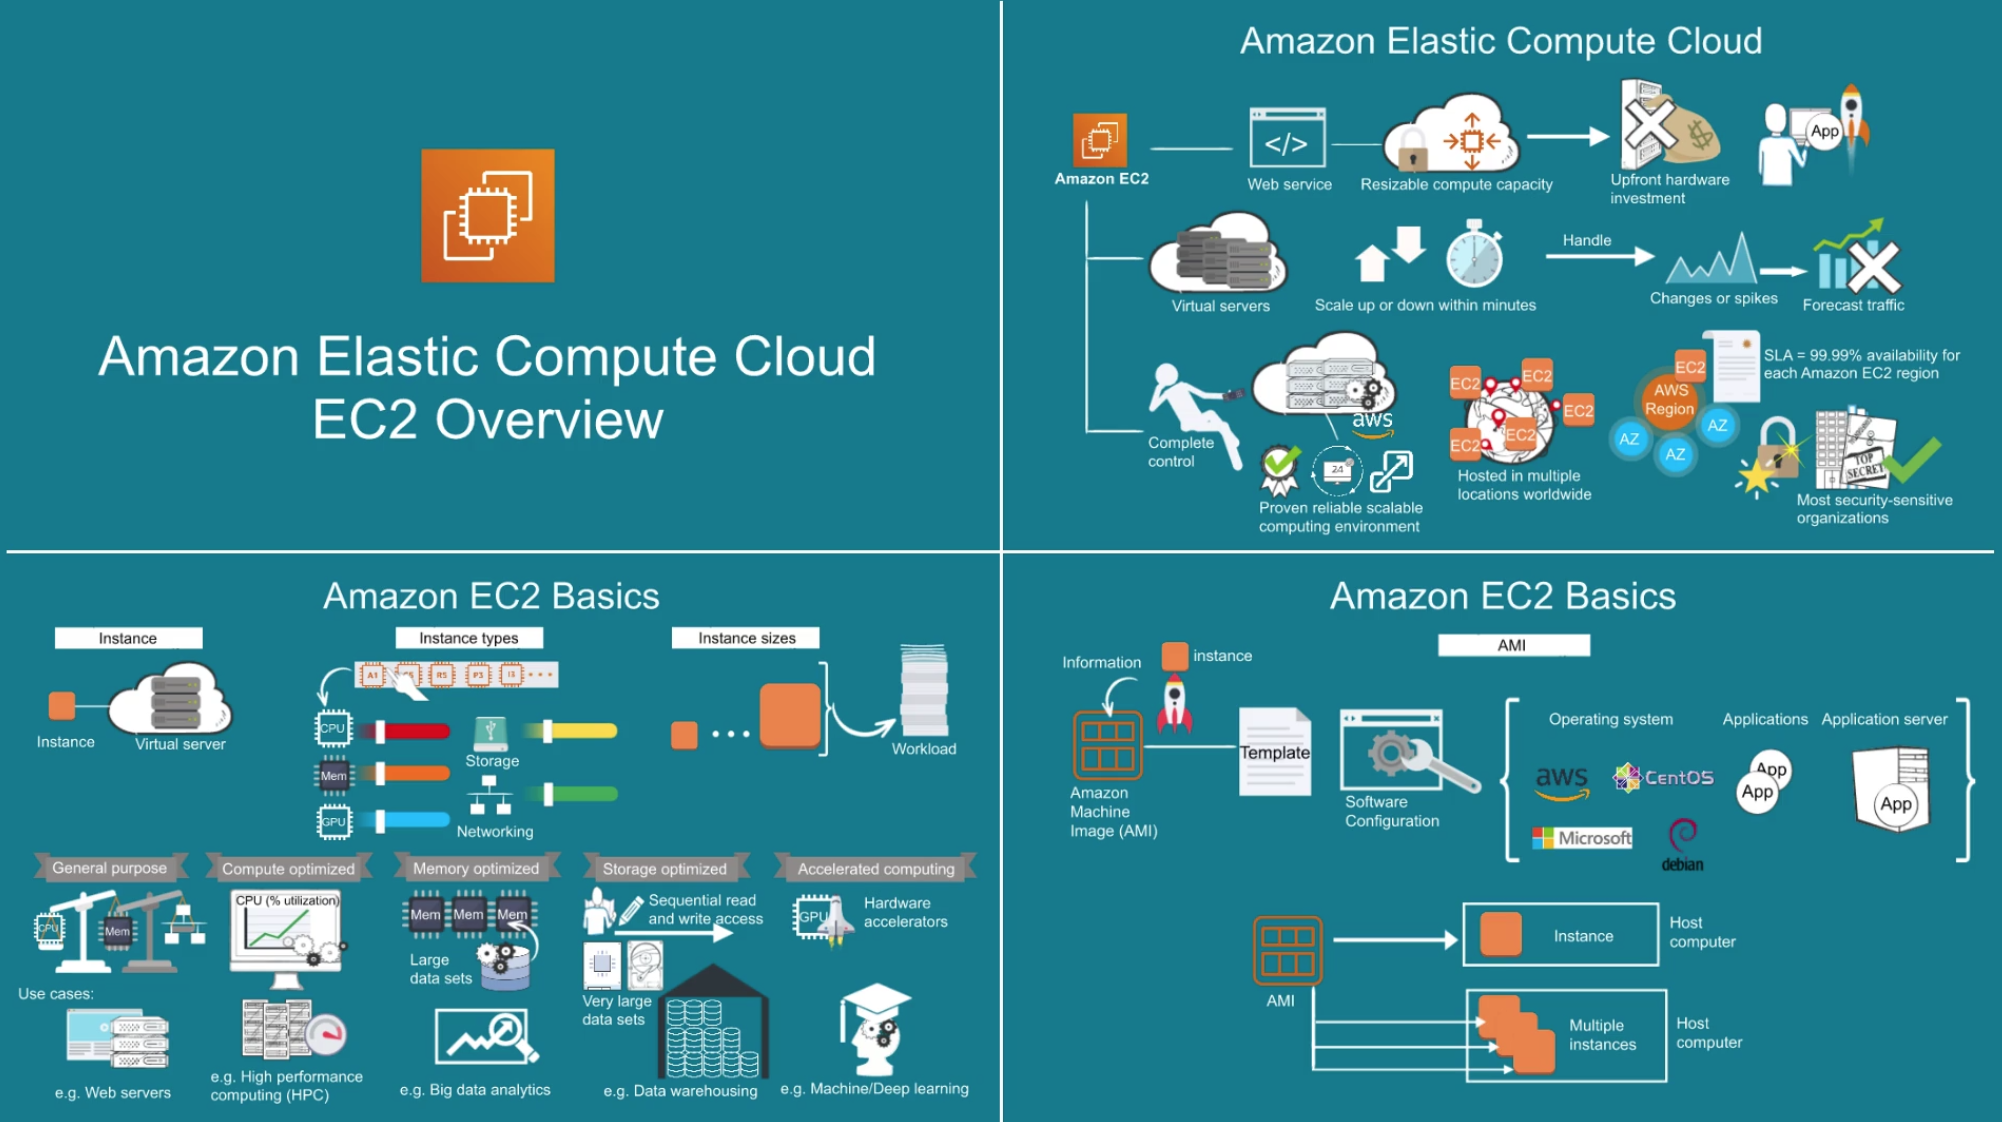 Amazon Elastic Compute Cloud
EC2 Overview
Amazon Elastic Compute Cloud
Amazon EC2
</>
Web service
Resizable compute capacity
Upfront hardware
investment
App
Virtual servers
Scale up or down within minutes
Handle
Changes or spikes
Forecast traffic
Complete
control
aws
24
Proven reliable scalable
computing environment
EC2
EC2
EC2
EC2
EC2
Hosted in multiple
locations worldwide
EC2
AWS
Region
AZ
AZ
AZ
SLA = 99.99% availability for
each Amazon EC2 region
TOP
SECRET
Most security-sensitive
organizations
Amazon EC2 Basics
Instance
Instance
Virtual server
Instance types
A1
R5
P3
I3
CPU
Mem
GPU
Storage
Networking
Instance sizes
Workload
General purpose
CPU
Mem
Use cases:
e.g. Web servers
Compute optimized
CPU (% utilization)
e.g. High performance
computing (HPC)
Memory optimized
Mem Mem Mem
Large
data sets
e.g. Big data analytics
Storage optimized
Sequential read
and write access
Very large
data sets
e.g. Data warehousing
Accelerated computing
GPU
Hardware
accelerators
e.g. Machine/Deep learning
Amazon EC2 Basics
AMI
Information
instance
Amazon
Machine
Image (AMI)
Template
Software
Configuration
Operating system
aws
CentOS
Microsoft
debian
Applications
App
App
Application server
App
AMI
Instance
Host
computer
Multiple
instances
Host
computer